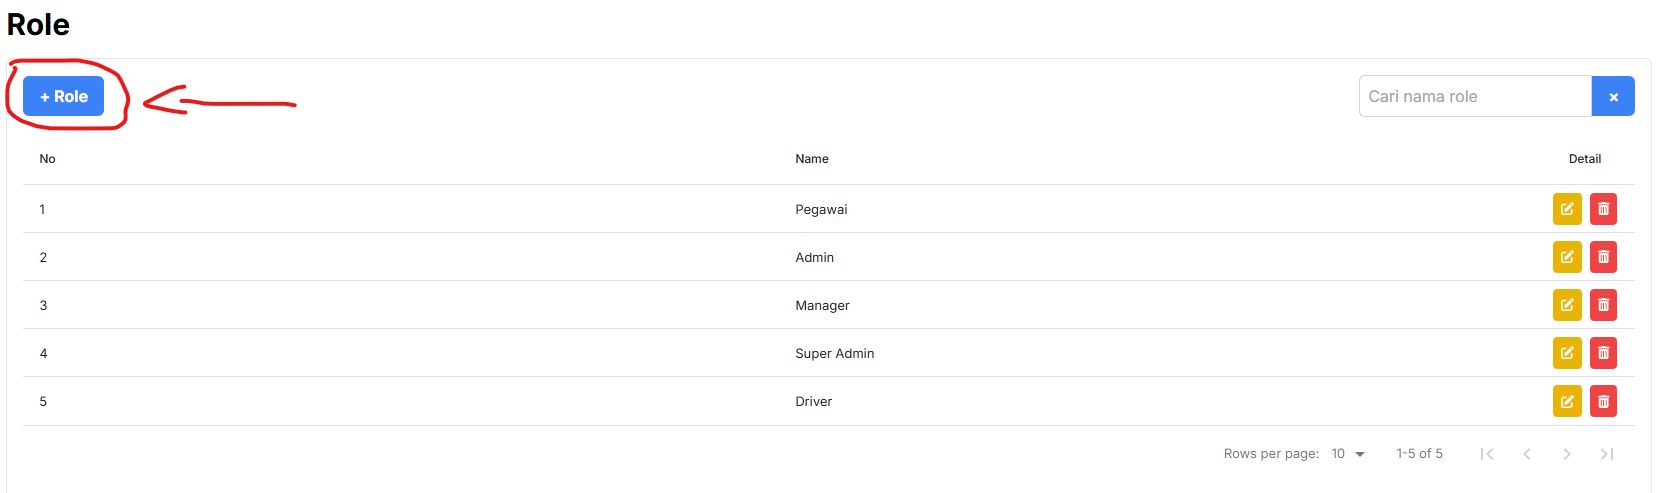 Role
+ Role
Cari nama role ×
No Name Detail
1 Pegawai
2 Admin
3 Manager
4 Super Admin
5 Driver
Rows per page: 10 1-5 of 5